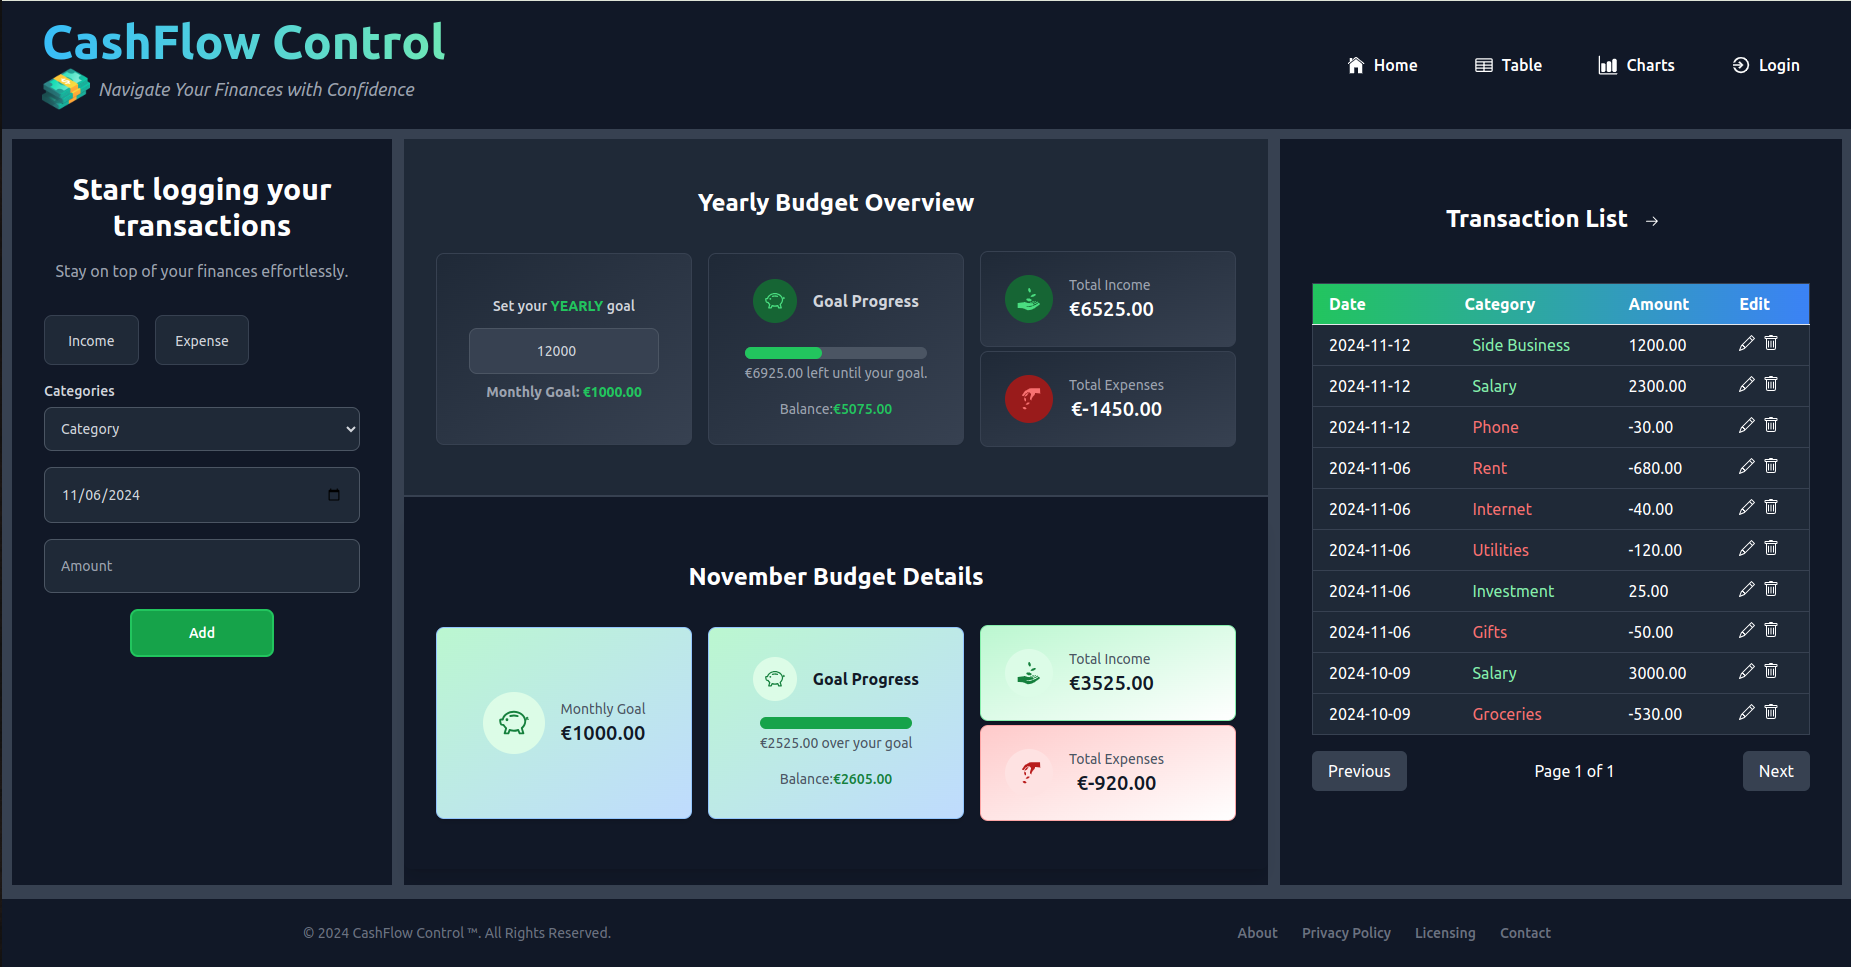 CashFlow Control
Navigate Your Finances with Confidence
Home Table Charts Login
Start logging your
transactions
Stay on top of your finances effortlessly.
Income Expense
Categories
Category
11/06/2024
Amount
Add
Yearly Budget Overview
Set your YEARLY goal
12000
Monthly Goal: €1000.00
Goal Progress
€6925.00 left until your goal.
Balance:€5075.00
Total Income
€6525.00
Total Expenses
€-1450.00
November Budget Details
Monthly Goal
€1000.00
Goal Progress
€2525.00 over your goal
Balance:€2605.00
Total Income
€3525.00
Total Expenses
€-920.00
Transaction List →
Date Category Amount Edit
2024-11-12 Side Business 1200.00
2024-11-12 Salary 2300.00
2024-11-12 Phone -30.00
2024-11-06 Rent -680.00
2024-11-06 Internet -40.00
2024-11-06 Utilities -120.00
2024-11-06 Investment 25.00
2024-11-06 Gifts -50.00
2024-10-09 Salary 3000.00
2024-10-09 Groceries -530.00
Previous Page 1 of 1 Next
© 2024 CashFlow Control ™. All Rights Reserved.
About Privacy Policy Licensing Contact